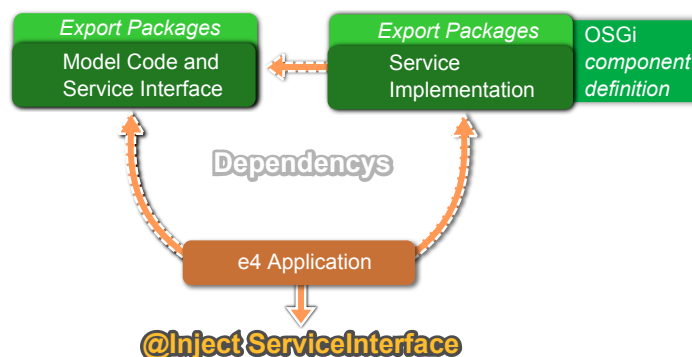 Export Packages
Model Code and
Service Interface
Export Packages
Service
Implementation
OSGi
component
definition
Dependencys
e4 Application
@Inject ServiceInterface